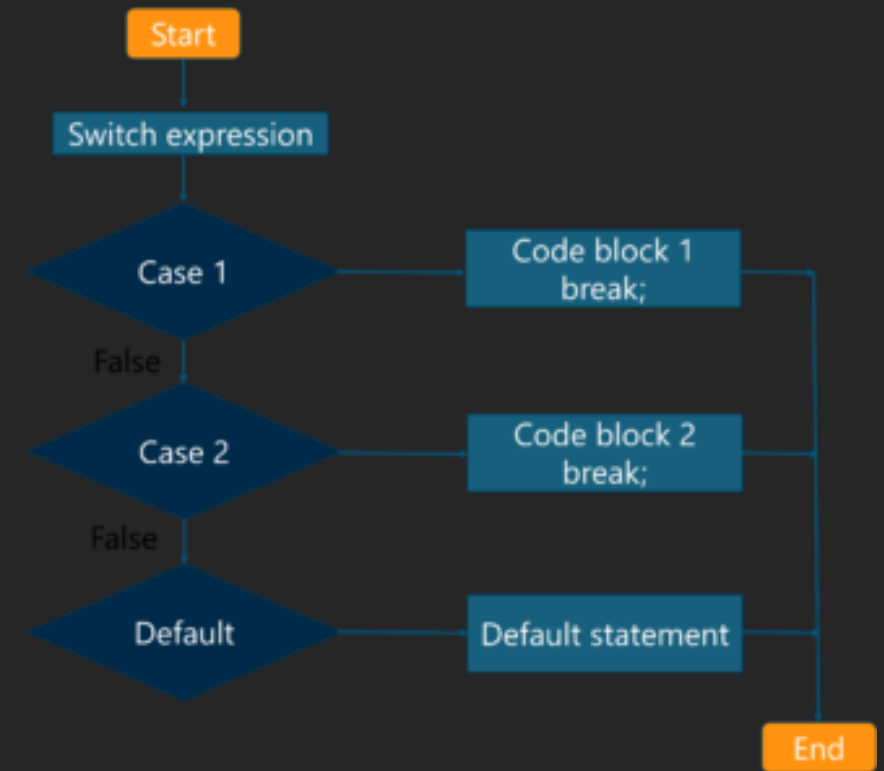 Start
Switch expression
Case 1
Code block 1
break;
False
Case 2
Code block 2
break;
False
Default
Default statement
End